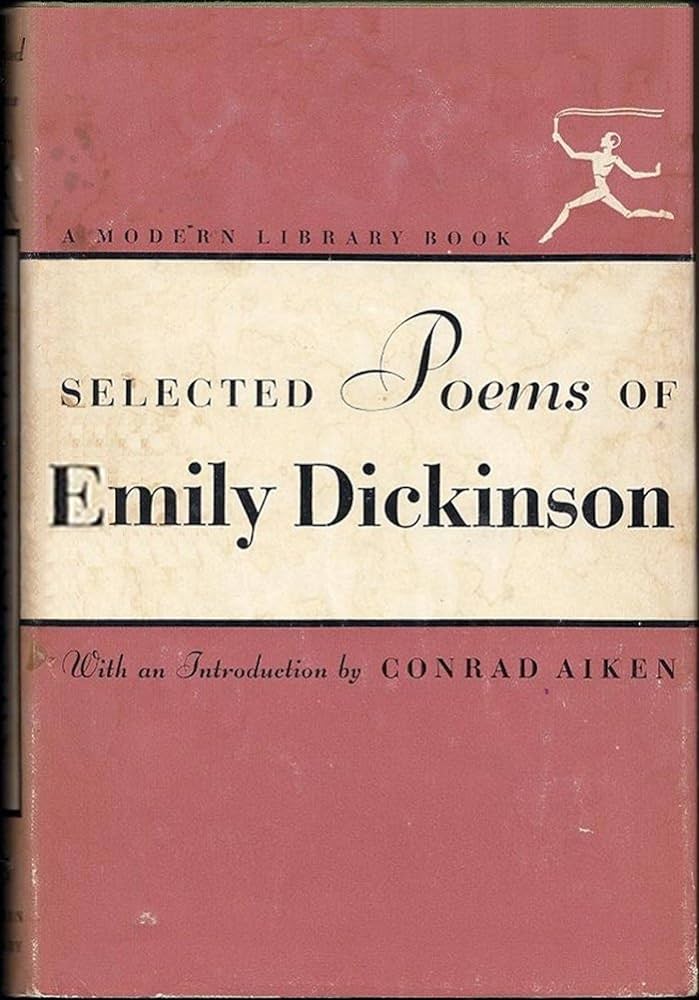 A MODERN LIBRARY BOOK
SELECTED Poems OF
Emily Dickinson
With an Introduction by CONRAD AIKEN